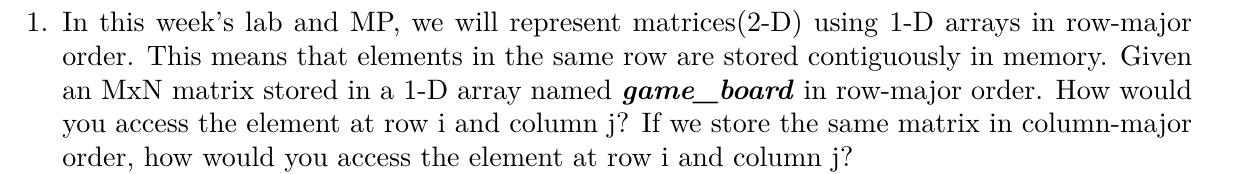 1. In this week's lab and MP, we will represent matrices(2-D) using 1-D arrays in row-major
order. This means that elements in the same row are stored contiguously in memory. Given
an MxN matrix stored in a 1-D array named game_board in row-major order. How would
you access the element at row i and column j? If we store the same matrix in column-major
order, how would you access the element at row i and column j?